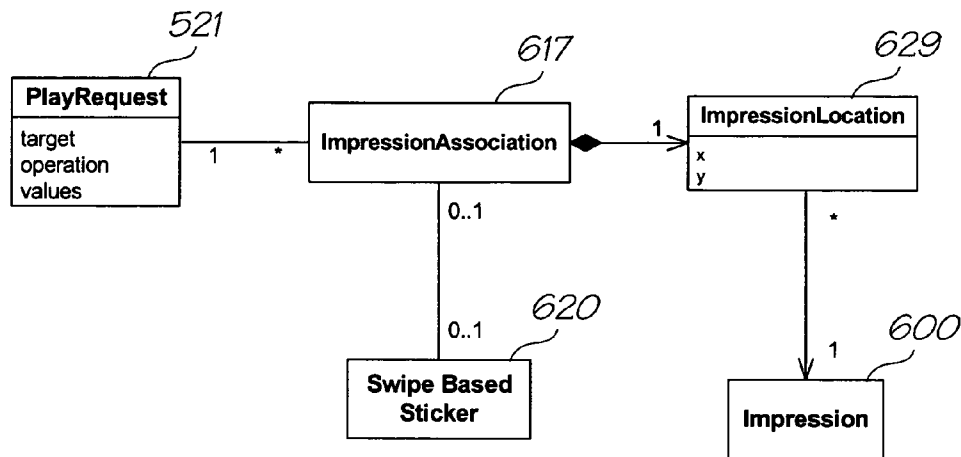 521
617
629
PlayRequest
target
operation
values
1
*
ImpressionAssociation
1
ImpressionLocation
x
y
0..1
*
0..1
620
600
1
Swipe Based
Sticker
Impression